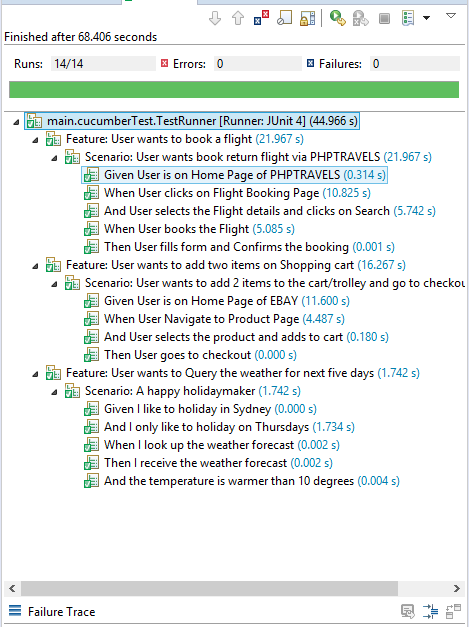 Finished after 68.406 seconds
Runs: 14/14 Errors: 0 Failures: 0
main.cucumberTest.TestRunner [Runner: JUnit 4] (44.966 s)
Feature: User wants to book a flight (21.967 s)
Scenario: User wants book return flight via PHPTRAVELS (21.967 s)
Given User is on Home Page of PHPTRAVELS (0.314 s)
When User clicks on Flight Booking Page (10.825 s)
And User selects the Flight details and clicks on Search (5.742 s)
When User books the Flight (5.085 s)
Then User fills form and Confirms the booking (0.001 s)
Feature: User wants to add two items on Shopping cart (16.267 s)
Scenario: User wants to add 2 items to the cart/trolley and go to checkou
Given User is on Home Page of EBAY (11.600 s)
When User Navigate to Product Page (4.487 s)
And User selects the product and adds to cart (0.180 s)
Then User goes to checkout (0.000 s)
Feature: User wants to Query the weather for next five days (1.742 s)
Scenario: A happy holidaymaker (1.742 s)
Given I like to holiday in Sydney (0.000 s)
And I only like to holiday on Thursdays (1.734 s)
When I look up the weather forecast (0.002 s)
Then I receive the weather forecast (0.002 s)
And the temperature is warmer than 10 degrees (0.004 s)
Failure Trace